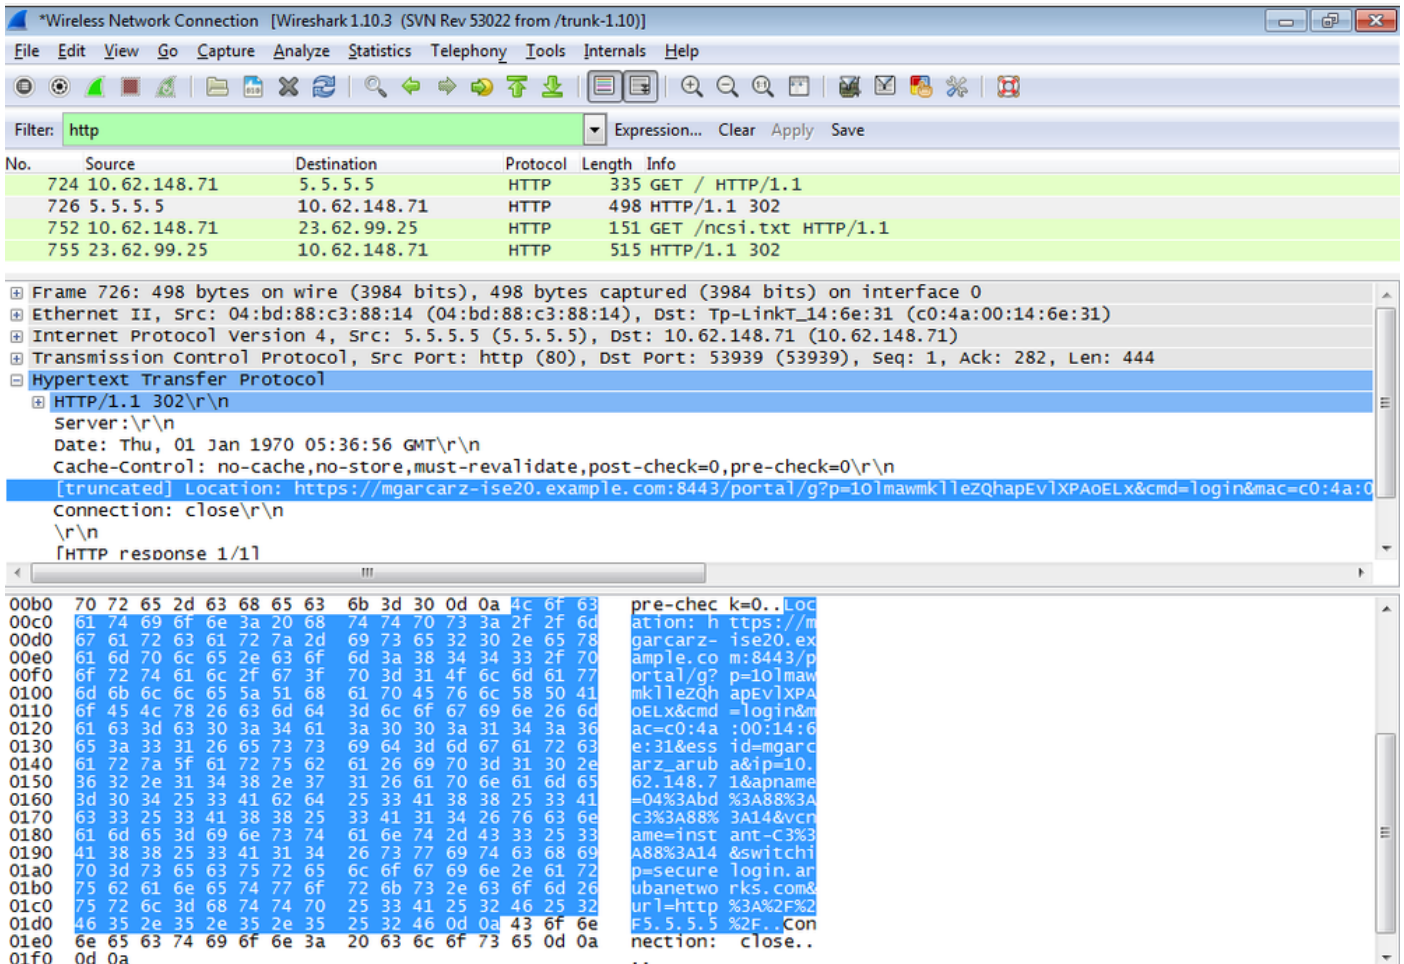 *Wireless Network Connection [Wireshark 1.10.3 (SVN Rev 53022 from /trunk-1.10)]
File Edit View Go Capture Analyze Statistics Telephony Tools Internals Help
Filter: http Expression... Clear Apply Save
No. Source Destination Protocol Length Info
724 10.62.148.71 5.5.5.5 HTTP 335 GET / HTTP/1.1
726 5.5.5.5 10.62.148.71 HTTP 498 HTTP/1.1 302
752 10.62.148.71 23.62.99.25 HTTP 151 GET /ncsi.txt HTTP/1.1
755 23.62.99.25 10.62.148.71 HTTP 515 HTTP/1.1 302
Frame 726: 498 bytes on wire (3984 bits), 498 bytes captured (3984 bits) on interface 0
Ethernet II, Src: 04:bd:88:c3:88:14 (04:bd:88:c3:88:14), Dst: Tp-LinkT_14:6e:31 (c0:4a:00:14:6e:31)
Internet Protocol Version 4, Src: 5.5.5.5 (5.5.5.5), Dst: 10.62.148.71 (10.62.148.71)
Transmission Control Protocol, Src Port: http (80), Dst Port: 53939 (53939), Seq: 1, Ack: 282, Len: 444
Hypertext Transfer Protocol
HTTP/1.1 302\r\n
Server:\r\n
Date: Thu, 01 Jan 1970 05:36:56 GMT\r\n
Cache-Control: no-cache,no-store,must-revalidate,post-check=0,pre-check=0\r\n
[truncated] Location: https://mgarcarz-ise20.example.com:8443/portal/g?p=1OlmawmklleZQhapEvlXPAoELx&cmd=login&mac=c0:4a:0
Connection: close\r\n
\r\n
[HTTP response 1/1]
00b0 70 72 65 2d 63 68 65 63 6b 3d 30 0d 0a 4c 6f 63 pre-chec k=0..Loc
00c0 61 74 69 6f 6e 3a 20 68 74 74 70 73 3a 2f 2f 6d ation: h ttps://m
00d0 67 61 72 63 61 72 7a 2d 69 73 65 32 30 2e 65 78 garcarz- ise20.ex
00e0 61 6d 70 6c 65 2e 63 6f 6d 3a 38 34 34 33 2f 70 ample.co m:8443/p
00f0 6f 72 74 61 6c 2f 67 3f 70 3d 31 4f 6c 6d 61 77 ortal/g? p=1Olmaw
0100 6d 6b 6c 6c 65 5a 51 68 61 70 45 76 6c 58 50 41 mklleZQh apEvlXPA
0110 6f 45 4c 78 26 63 6d 64 3d 6c 6f 67 69 6e 26 6d oELx&cmd =login&m
0120 61 63 3d 63 30 3a 34 61 3a 30 30 3a 31 34 3a 36 ac=c0:4a :00:14:6
0130 65 3a 33 31 26 65 73 73 69 64 3d 6d 67 61 72 63 e:31&ess id=mgarc
0140 61 72 7a 5f 61 72 75 62 61 26 69 70 3d 31 30 2e arz_arub a&ip=10.
0150 36 32 2e 31 34 38 2e 37 31 26 61 70 6e 61 6d 65 62.148.7 1&apname
0160 3d 30 34 25 33 41 62 64 25 33 41 38 38 25 33 41 =04%3Abd %3A88%3A
0170 63 33 25 33 41 38 38 25 33 41 31 34 26 76 63 6e c3%3A88% 3A14&vcn
0180 61 6d 65 3d 69 6e 73 74 61 6e 74 2d 43 33 25 33 ame=inst ant-C3%3
0190 41 38 38 25 33 41 31 34 26 73 77 69 74 63 68 69 A88%3A14 &switchi
01a0 70 3d 73 65 63 75 72 65 6c 6f 67 69 6e 2e 61 72 p=secure login.ar
01b0 75 62 61 6e 65 74 77 6f 72 6b 73 2e 63 6f 6d 26 ubanetwo rks.com&
01c0 75 72 6c 3d 68 74 74 70 25 33 41 25 32 46 25 32 url=http %3A%2F%2
01d0 46 35 2e 35 2e 35 2e 35 25 32 46 0d 0a 43 6f 6e F5.5.5.5 %2F..Con
01e0 6e 65 63 74 69 6f 6e 3a 20 63 6c 6f 73 65 0d 0a nection: close..
01f0 0d 0a ..